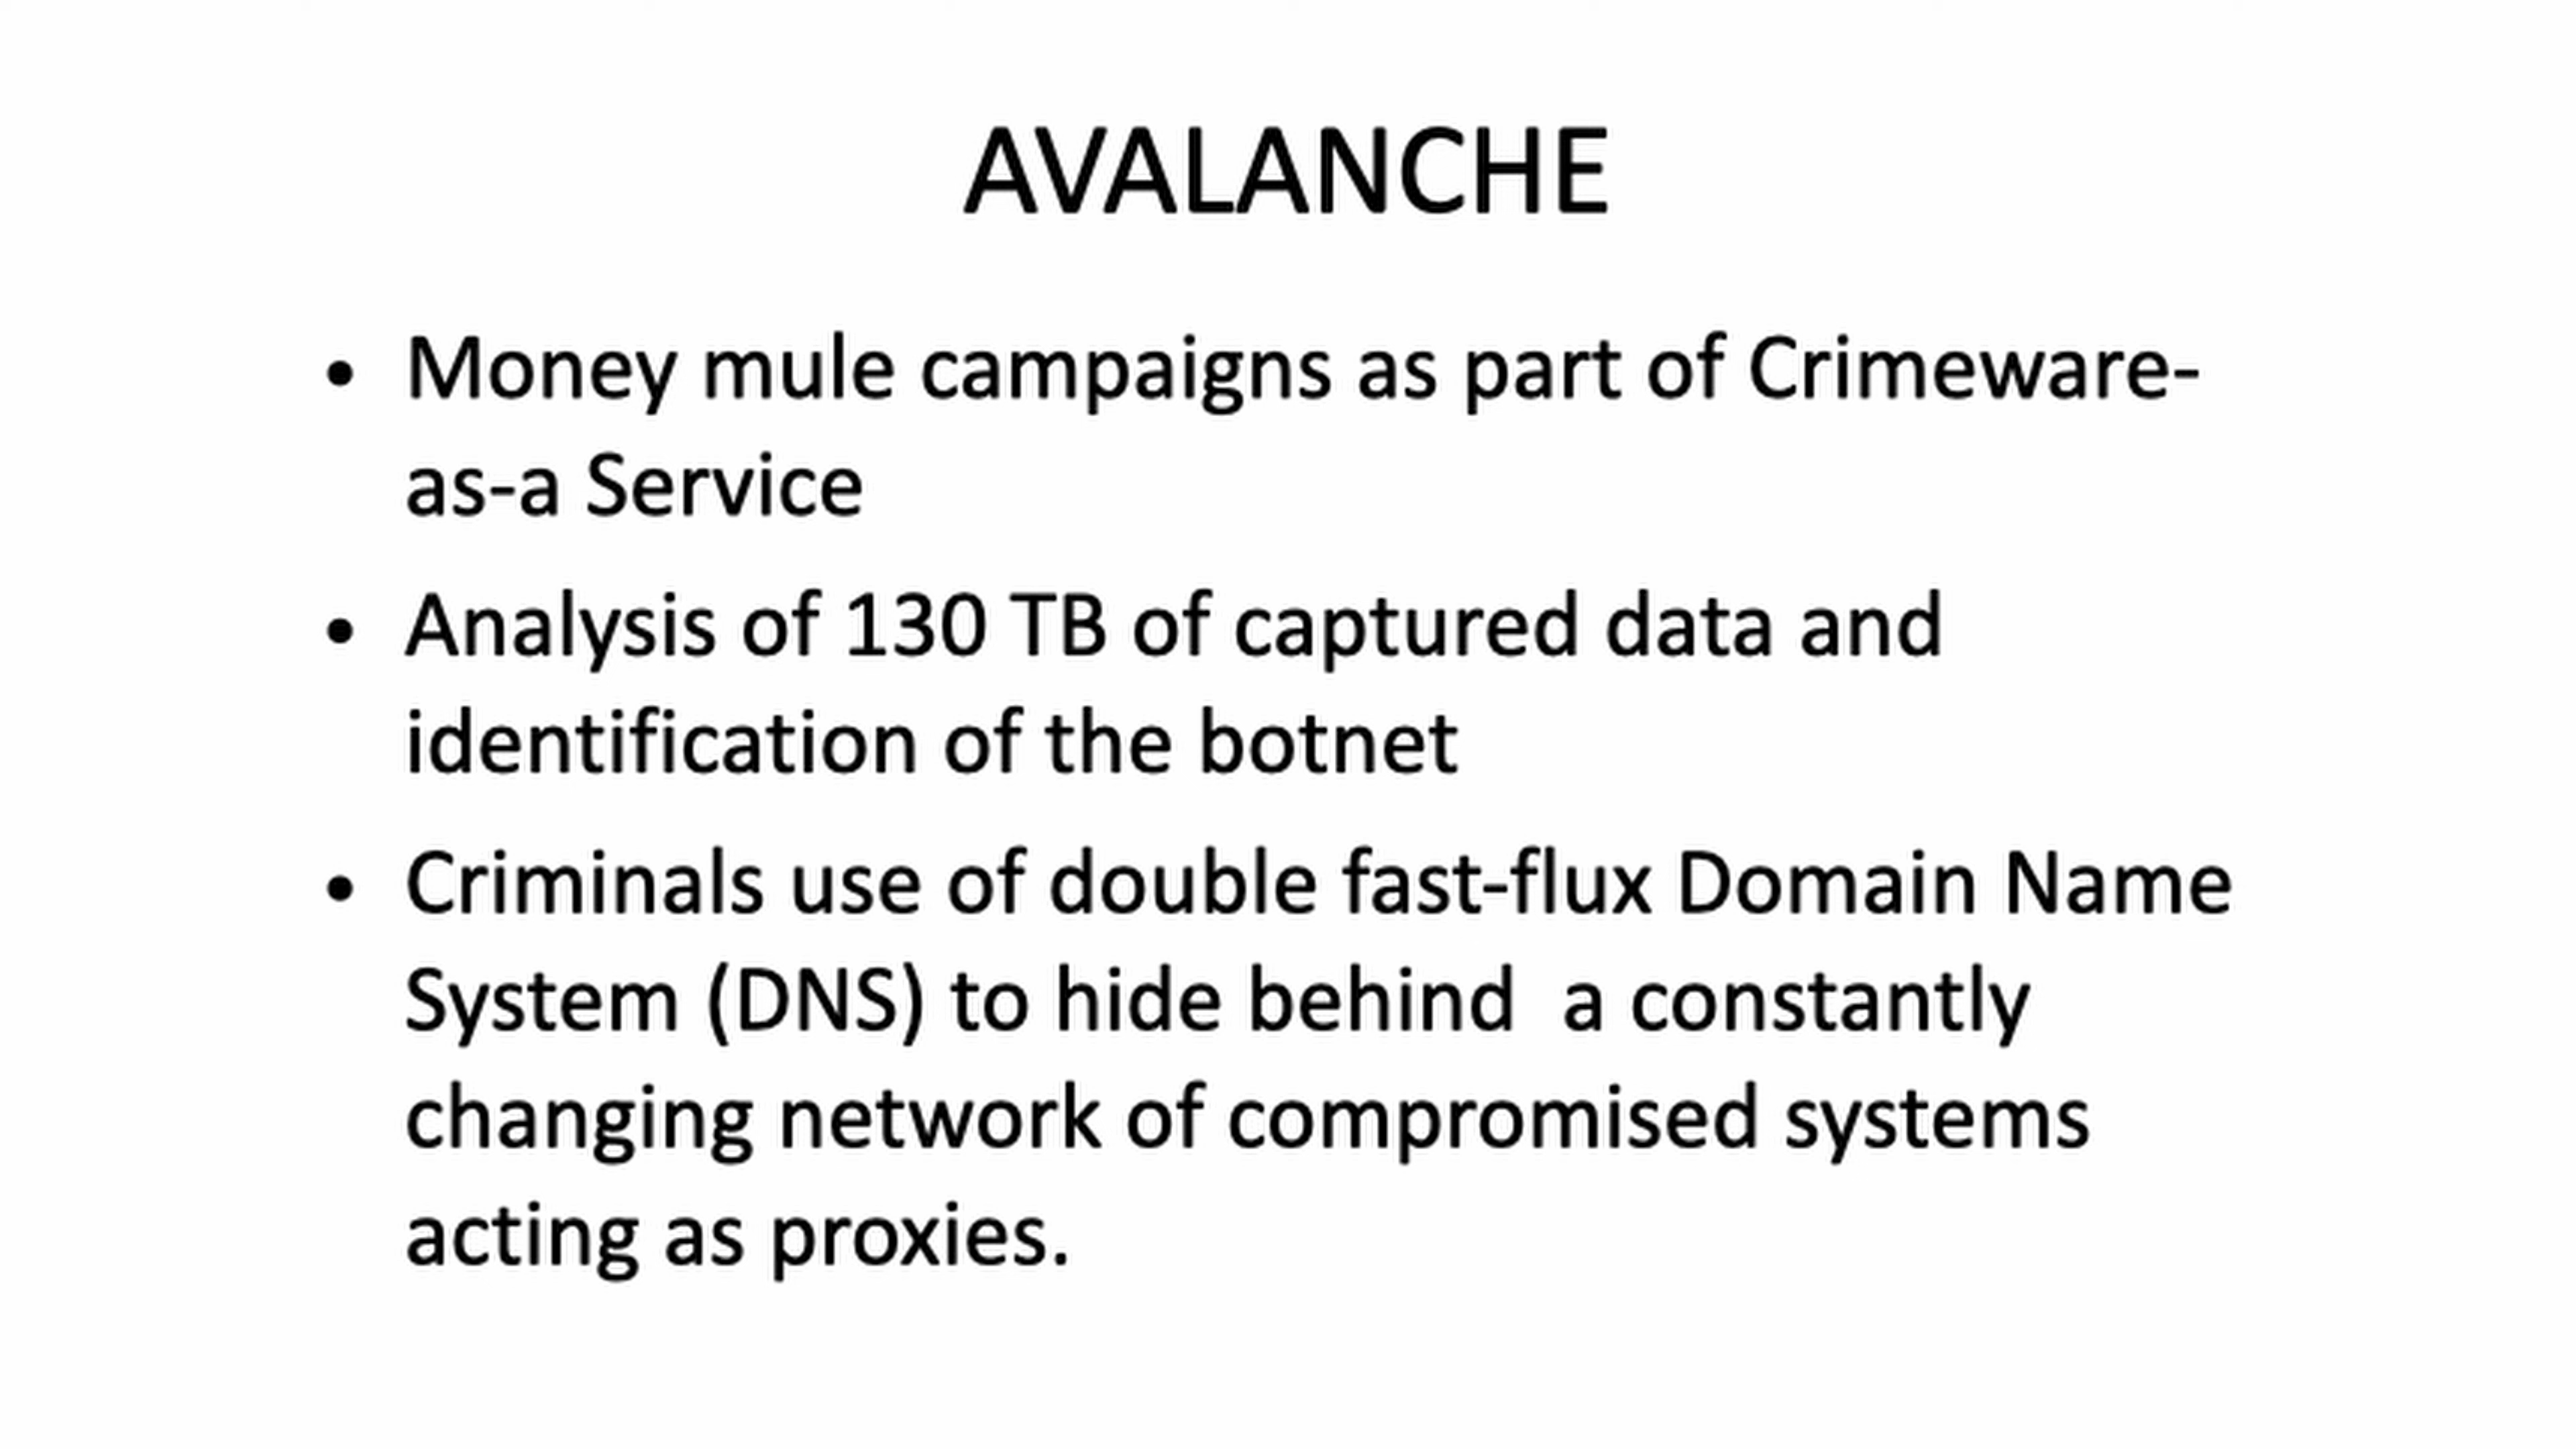 AVALANCHE
• Money mule campaigns as part of Crimeware-
as-a Service
• Analysis of 130 TB of captured data and
identification of the botnet
• Criminals use of double fast-flux Domain Name
System (DNS) to hide behind  a constantly
changing network of compromised systems
acting as proxies.